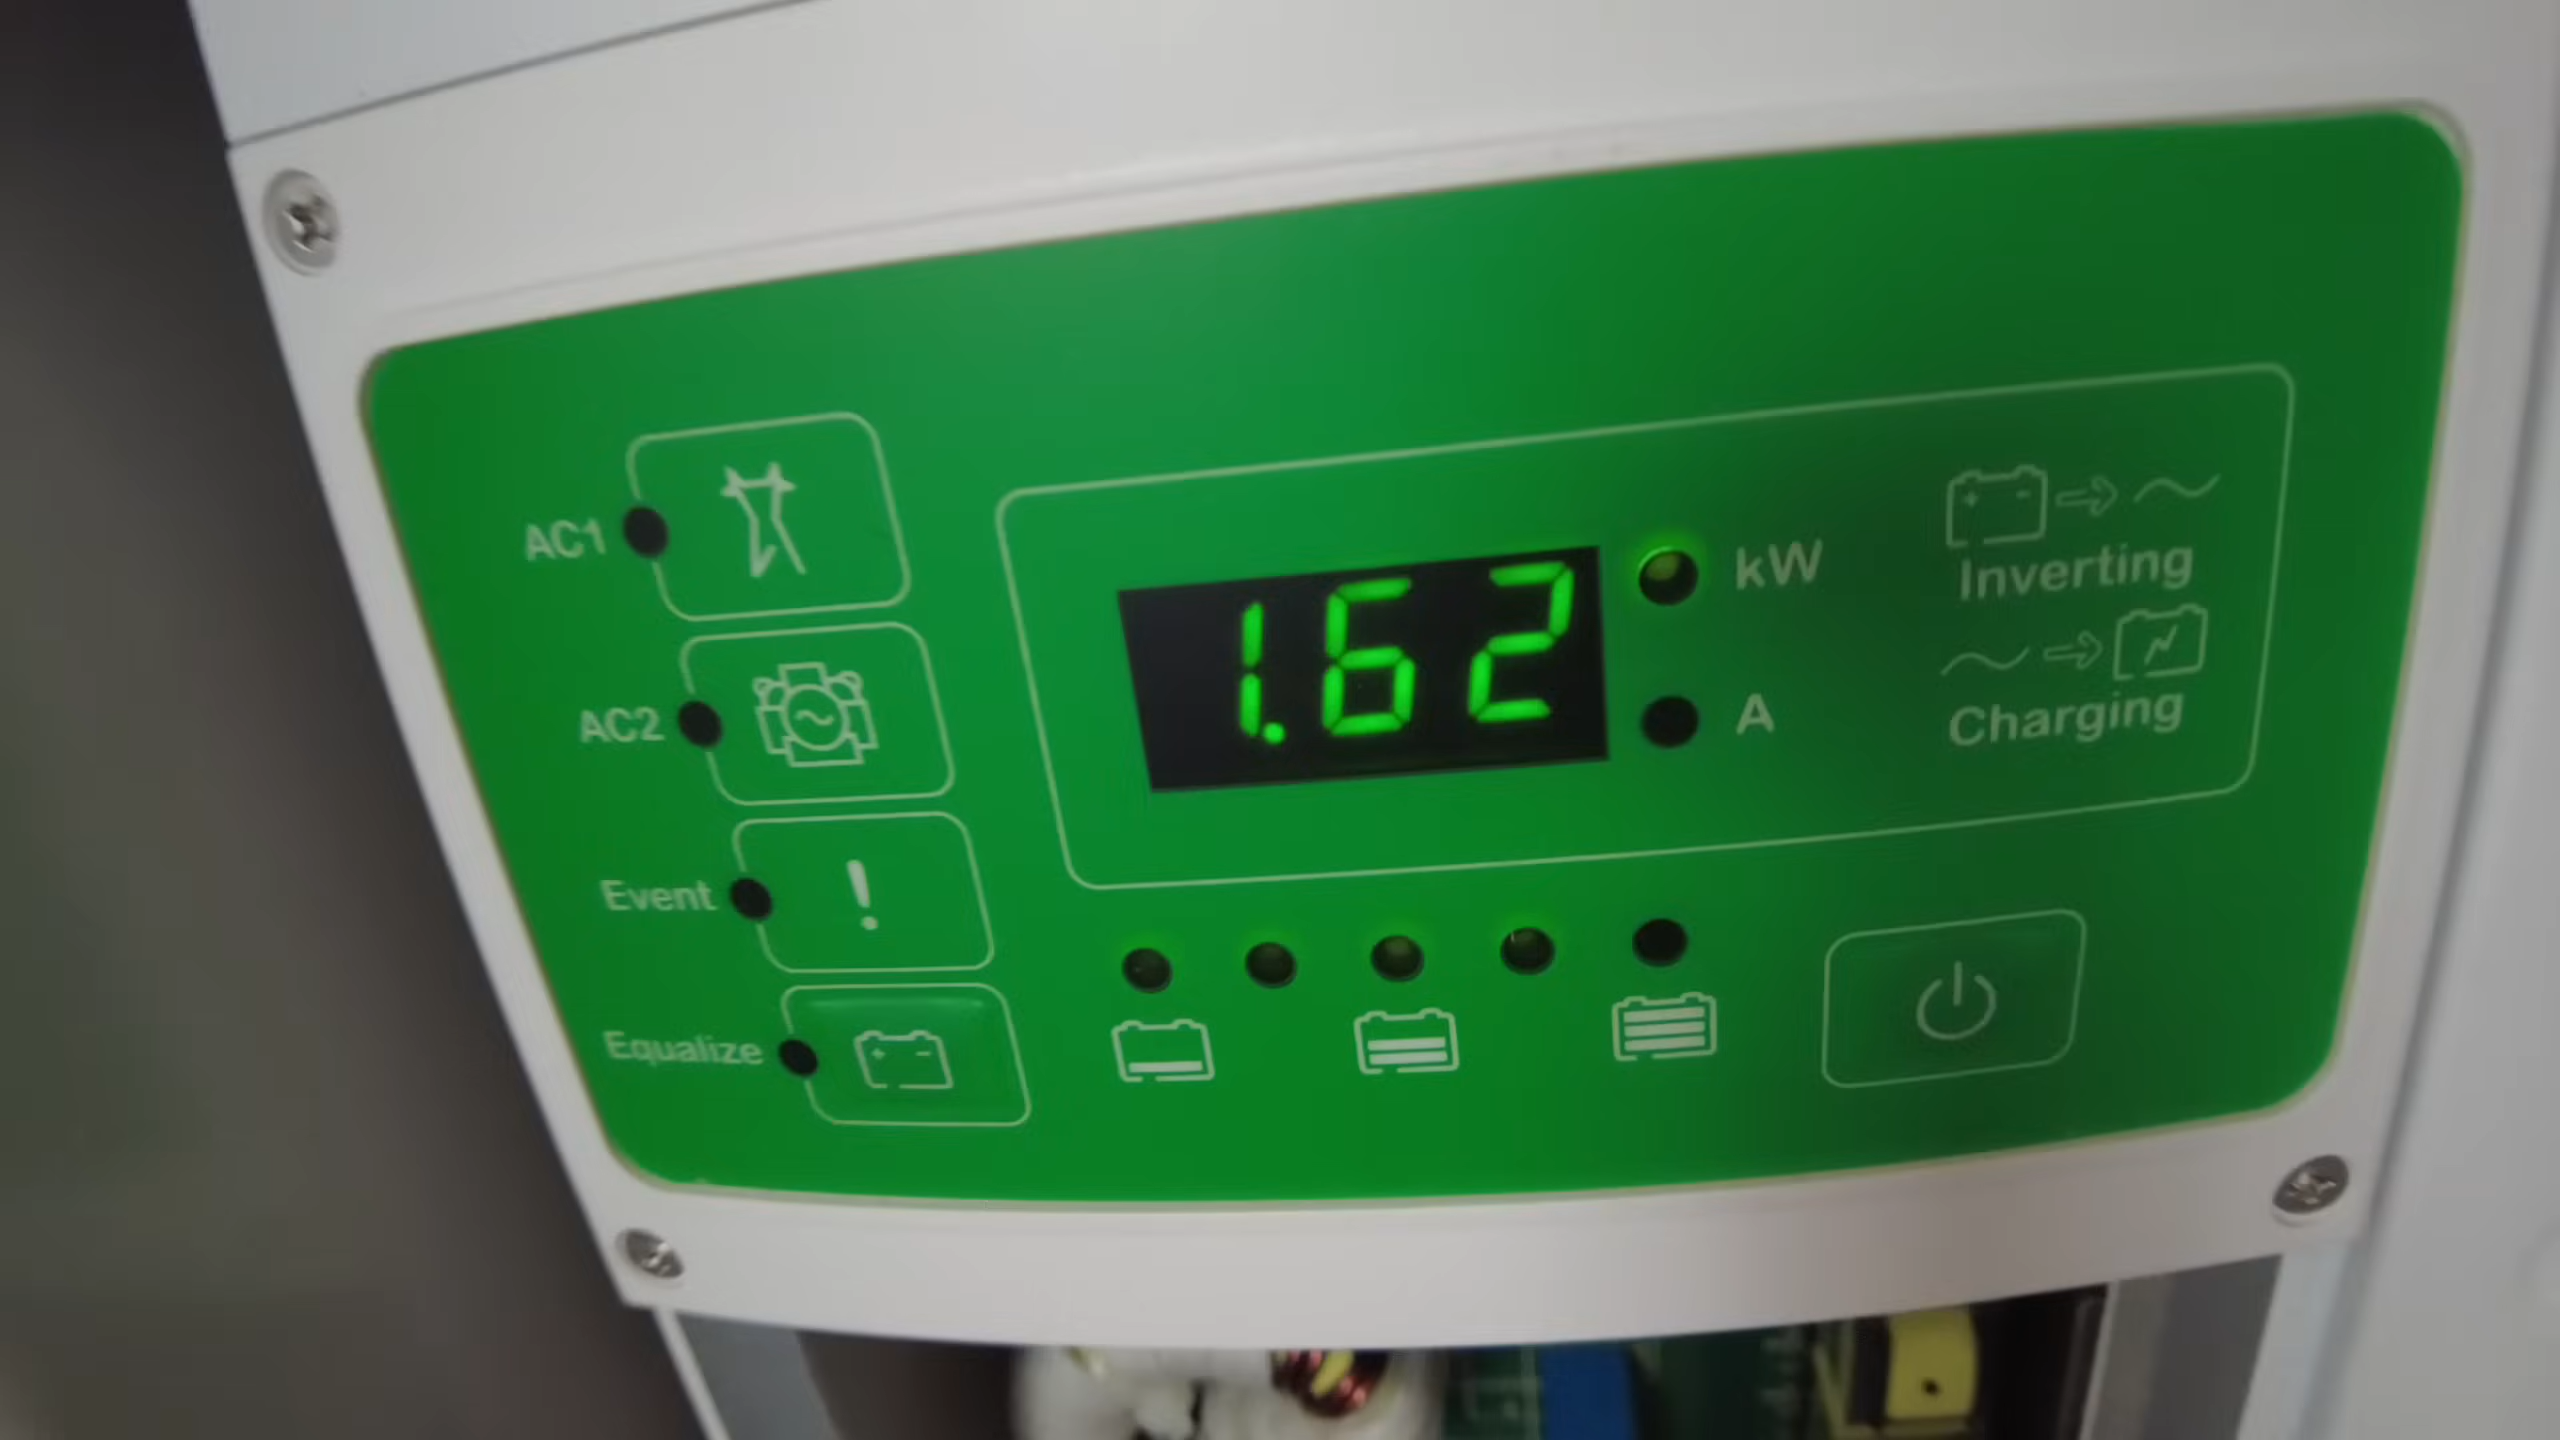 AC1
AC2
Event
Equalize
1.62
kW
A
Inverting
Charging